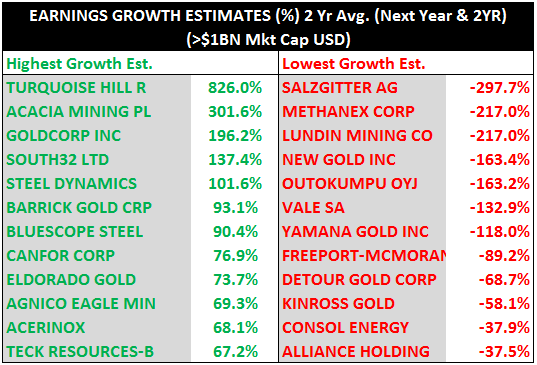 EARNINGS GROWTH ESTIMATES (%) 2 Yr Avg. (Next Year & 2YR)
(>$1BN Mkt Cap USD)
Highest Growth Est. Lowest Growth Est.
TURQUOISE HILL R 826.0% SALZGITTER AG -297.7%
ACACIA MINING PL 301.6% METHANEX CORP -217.0%
GOLDCORP INC 196.2% LUNDIN MINING CO -217.0%
SOUTH32 LTD 137.4% NEW GOLD INC -163.4%
STEEL DYNAMICS 101.6% OUTOKUMPU OYJ -163.2%
BARRICK GOLD CRP 93.1% VALE SA -132.9%
BLUESCOPE STEEL 90.4% YAMANA GOLD INC -118.0%
CANFOR CORP 76.9% FREEPORT-MCMORAN -89.2%
ELDORADO GOLD 73.7% DETOUR GOLD CORP -68.7%
AGNICO EAGLE MIN 69.3% KINROSS GOLD -58.1%
ACERINOX 68.1% CONSOL ENERGY -37.9%
TECK RESOURCES-B 67.2% ALLIANCE HOLDING -37.5%